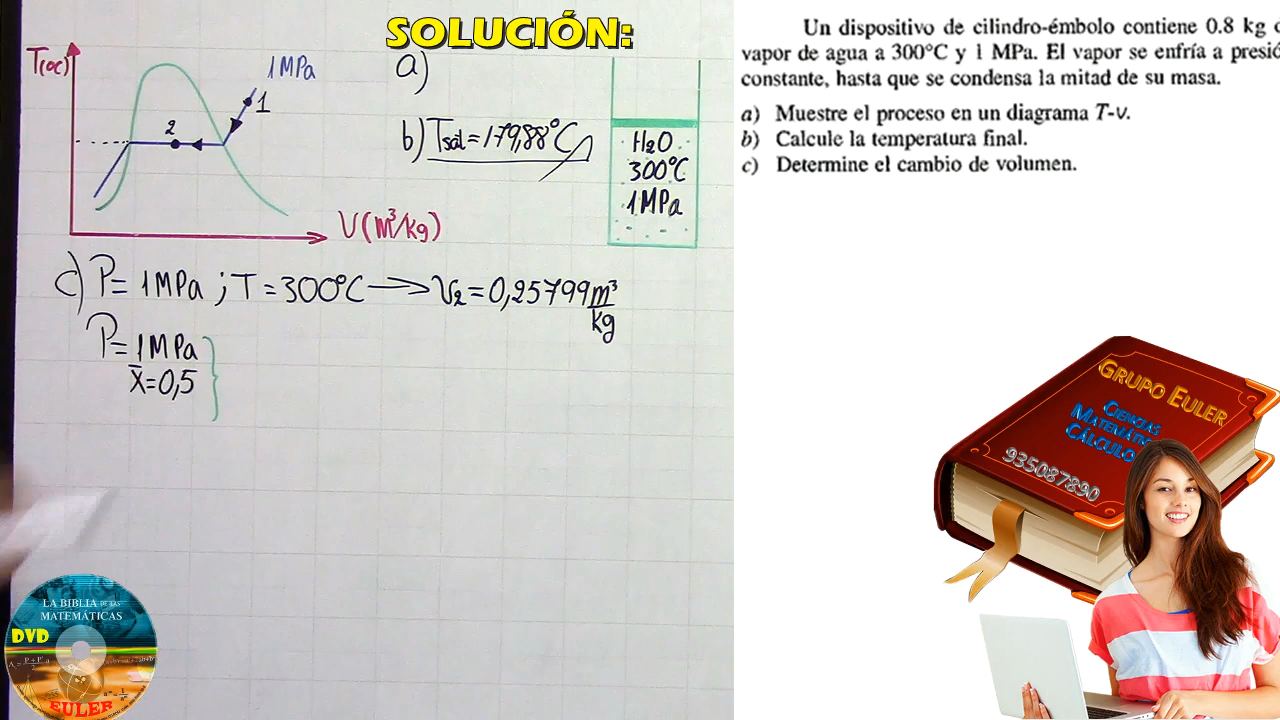 SOLUCIÓN:
T(°C)
1MPa
1
2
V(m³/kg)
a)
b) Tsat=179,88°C
H₂O
300°C
1MPa
c) P= 1MPa ; T=300°C → V₂=0,25799 m³/kg
P= 1MPa
X=0,5
Un dispositivo de cilindro-émbolo contiene 0.8 kg
vapor de agua a 300°C y 1 MPa. El vapor se enfría a presió
constante, hasta que se condensa la mitad de su masa.
a) Muestre el proceso en un diagrama T-v.
b) Calcule la temperatura final.
c) Determine el cambio de volumen.
GRUPO EULER
CIENCIAS
MATEMÁTIC
CÁLCULO
935087890
LA BIBLIA DE LAS
MATEMÁTICAS
DVD
EULER